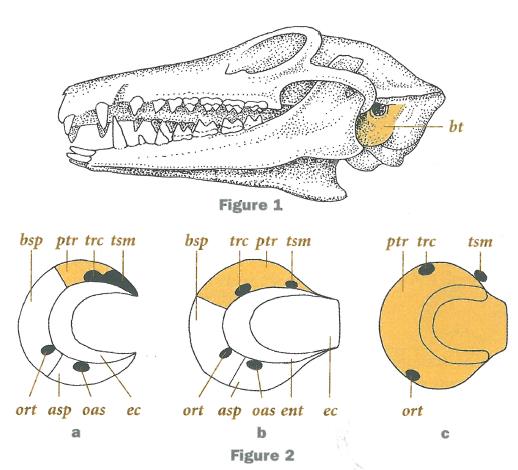 bt
Figure 1
bsp ptr trc tsm
bsp trc ptr tsm
ptr trc tsm
ort asp oas ec
ort asp oas ent ec
ort
a
b
c
Figure 2